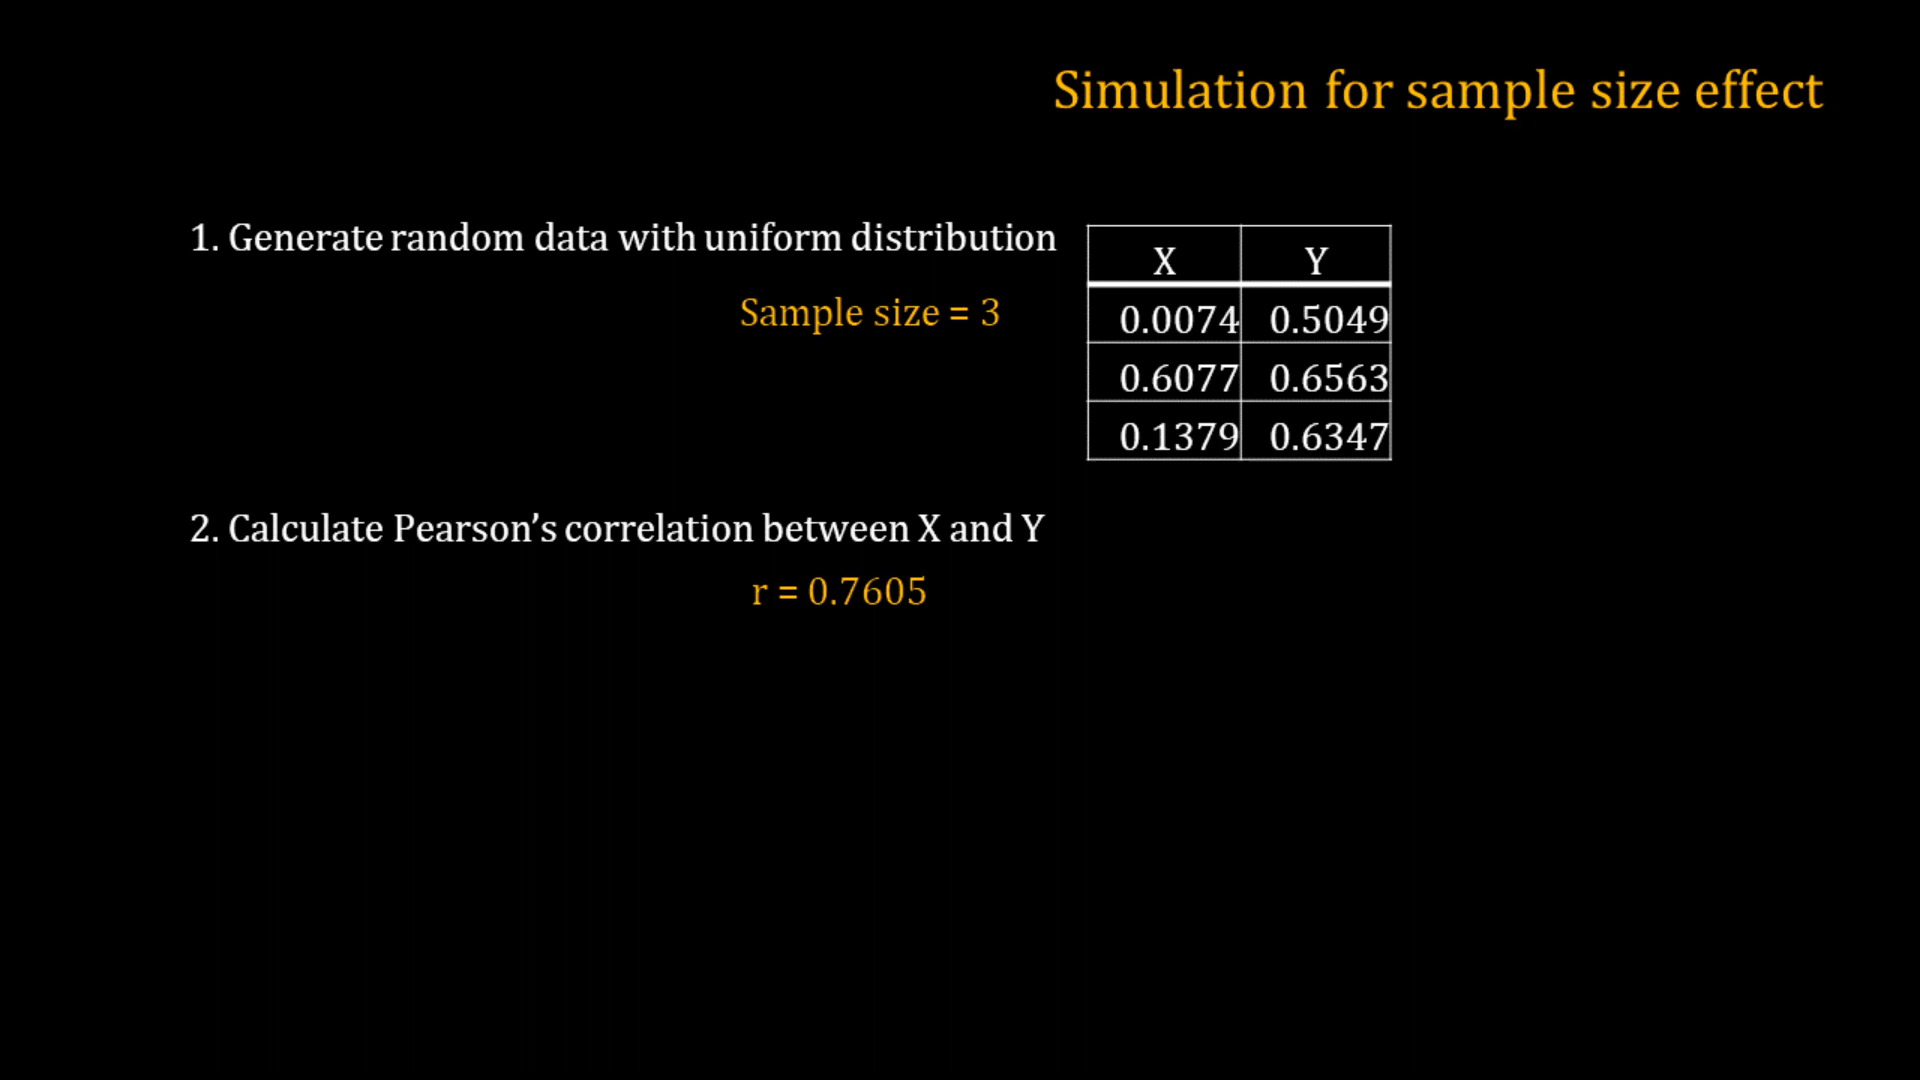 Simulation for sample size effect
1. Generate random data with uniform distribution
Sample size = 3
X Y
0.0074 0.5049
0.6077 0.6563
0.1379 0.6347
2. Calculate Pearson’s correlation between X and Y
r = 0.7605